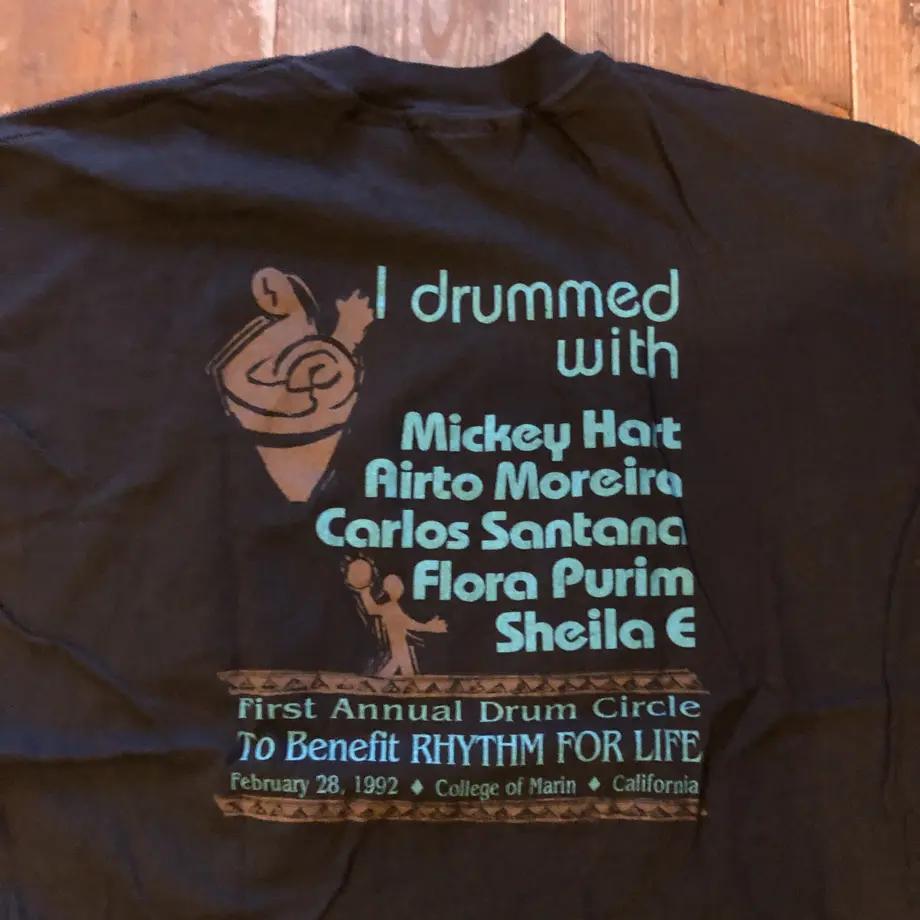 I drummed
with
Mickey Hart
Airto Moreira
Carlos Santana
Flora Purim
Sheila E
First Annual Drum Circle
To Benefit RHYTHM FOR LIFE
February 28, 1992 ♦ College of Marin ♦ California